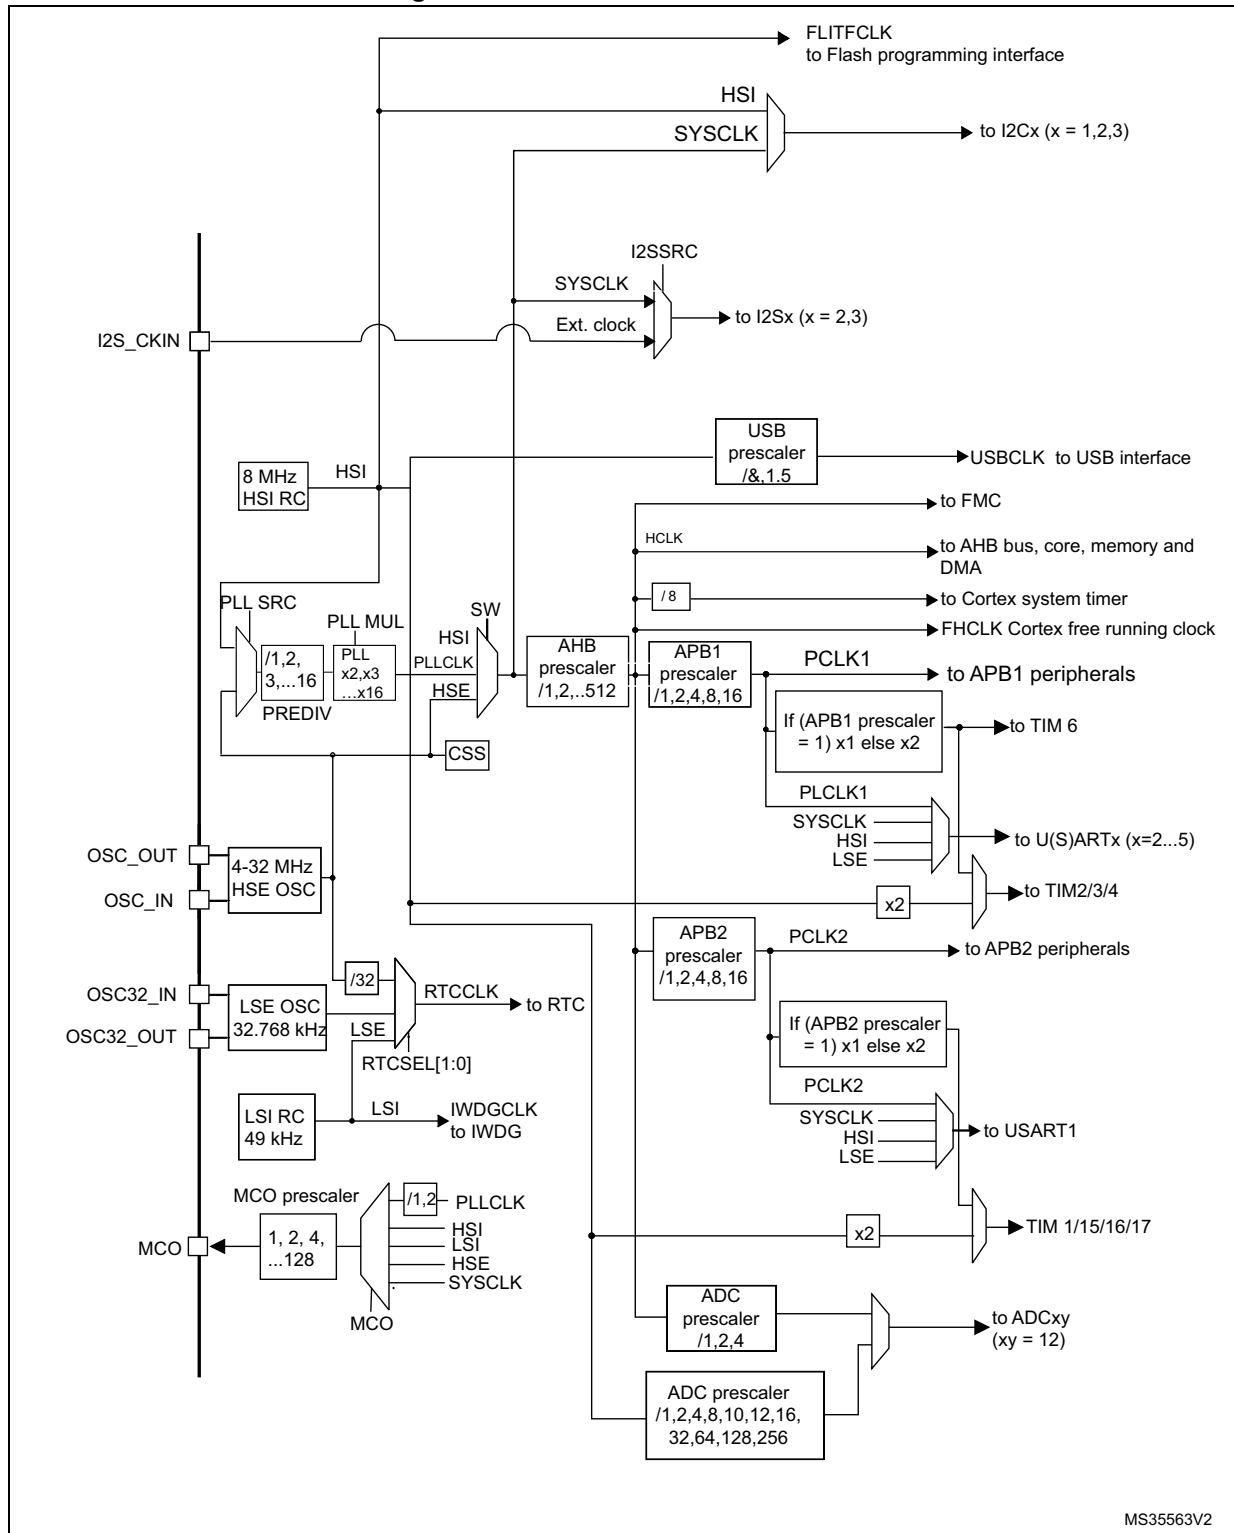 FLITFCLK
to Flash programming interface
HSI
SYSCLK
to I2Cx (x = 1,2,3)
I2SSRC
SYSCLK
Ext. clock
to I2Sx (x = 2,3)
I2S_CKIN
USB
prescaler
/&,1.5
USBCLK to USB interface
8 MHz
HSI RC
HSI
to FMC
HCLK
to AHB bus, core, memory and
DMA
/ 8
to Cortex system timer
FHCLK Cortex free running clock
PLL SRC
PLL MUL
SW
HSI
PLLCLK
HSE
/1,2,
3,...16
PREDIV
PLL
x2,x3
...x16
AHB
prescaler
/1,2,..512
APB1
prescaler
/1,2,4,8,16
PCLK1
to APB1 peripherals
If (APB1 prescaler
= 1) x1 else x2
to TIM 6
CSS
PLCLK1
SYSCLK
HSI
LSE
to U(S)ARTx (x=2...5)
OSC_OUT
OSC_IN
4-32 MHz
HSE OSC
x2
to TIM2/3/4
APB2
prescaler
/1,2,4,8,16
PCLK2
to APB2 peripherals
/32
OSC32_IN
OSC32_OUT
LSE OSC
32.768 kHz
RTCCLK
to RTC
LSE
RTCSEL[1:0]
If (APB2 prescaler
= 1) x1 else x2
PCLK2
SYSCLK
HSI
LSE
to USART1
LSI RC
49 kHz
LSI
IWDGCLK
to IWDG
MCO prescaler
/1,2
PLLCLK
HSI
LSI
HSE
SYSCLK
MCO
1, 2, 4,
...128
MCO
x2
TIM 1/15/16/17
ADC
prescaler
/1,2,4
to ADCxy
(xy = 12)
ADC prescaler
/1,2,4,8,10,12,16,
32,64,128,256
MS35563V2